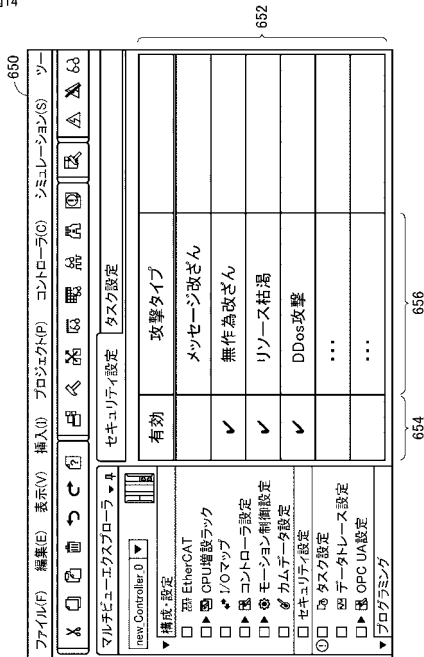 図14
650
ファイル(F) 編集(E) 表示(V) 挿入(I) プロジェクト(P) コントローラ(C) シミュレーション(S) ツー
マルチビューエクスプローラ
new_Controller_0
構成・設定
EtherCAT
CPU増設ラック
I/Oマップ
コントローラ設定
モーション制御設定
カムデータ設定
セキュリティ設定
タスク設定
データトレース設定
OPC UA設定
プログラミング
セキュリティ設定 タスク設定
有効 攻撃タイプ
メッセージ改ざん
✓ 無作為改ざん
✓ リソース枯渇
✓ DDos攻撃
...
...
652
654 656